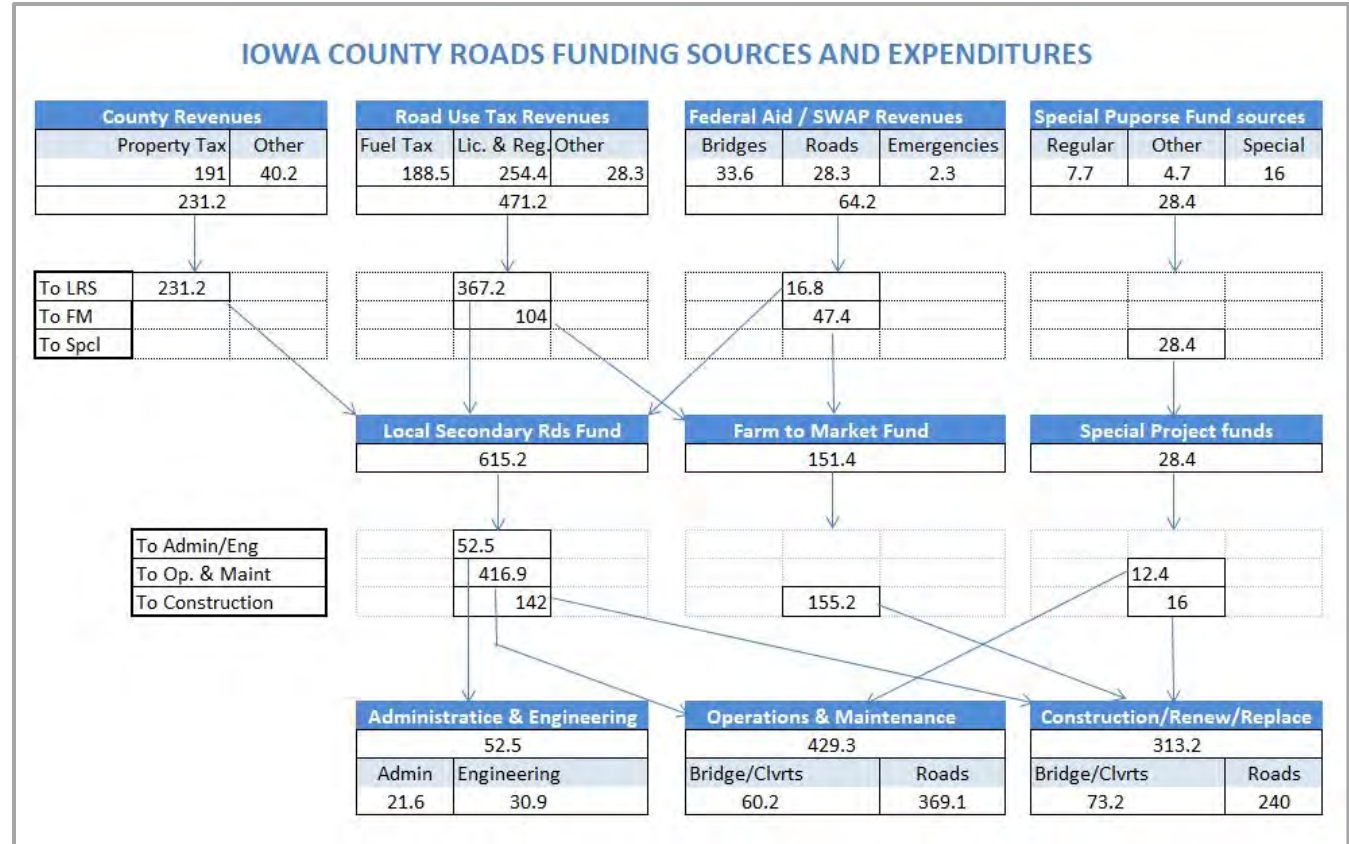 IOWA COUNTY ROADS FUNDING SOURCES AND EXPENDITURES
County Revenues Road Use Tax Revenues Federal Aid / SWAP Revenues Special Puporse Fund sources
Property Tax Other Fuel Tax Lic. & Reg. Other Bridges Roads Emergencies Regular Other Special
191 40.2 188.5 254.4 28.3 33.6 28.3 2.3 7.7 4.7 16
231.2 471.2 64.2 28.4
To LRS 231.2 367.2 16.8
To FM 104 47.4
To Spcl 28.4
Local Secondary Rds Fund Farm to Market Fund Special Project funds
615.2 151.4 28.4
To Admin/Eng 52.5
To Op. & Maint 416.9 12.4
To Construction 142 155.2 16
Administratice & Engineering Operations & Maintenance Construction/Renew/Replace
52.5 429.3 313.2
Admin Engineering Bridge/Clvrts Roads Bridge/Clvrts Roads
21.6 30.9 60.2 369.1 73.2 240